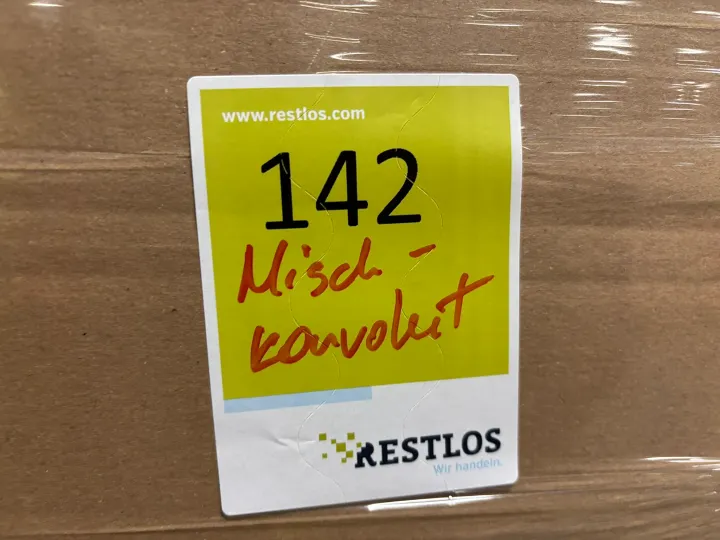 www.restlos.com
142
Misch-
konvolut
RESTLOS
Wir handeln.